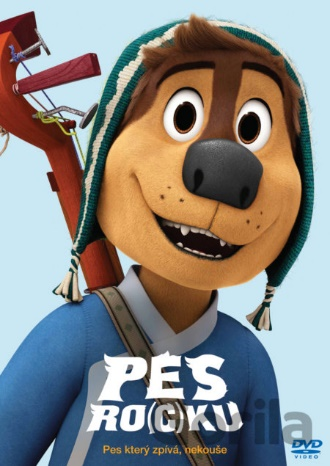 PES
RO(C)KU
Pes který zpívá, nekouše
DVD
VIDEO